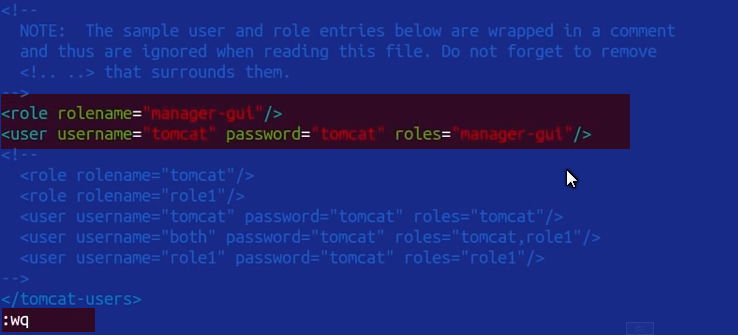 <!--
NOTE:  The sample user and role entries below are wrapped in a comment
and thus are ignored when reading this file. Do not forget to remove
<!.. ..> that surrounds them.
-->
<role rolename="manager-gui"/>
<user username="tomcat" password="tomcat" roles="manager-gui"/>
<!--
<role rolename="tomcat"/>
<role rolename="role1"/>
<user username="tomcat" password="tomcat" roles="tomcat"/>
<user username="both" password="tomcat" roles="tomcat,role1"/>
<user username="role1" password="tomcat" roles="role1"/>
-->
</tomcat-users>
:wq